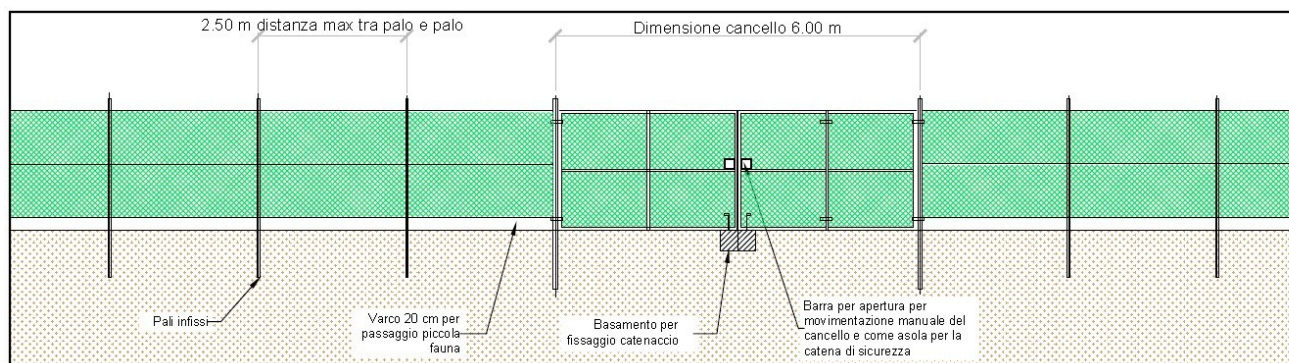 2.50 m distanza max tra palo e palo
Dimensione cancello 6.00 m
Pali infissi
Varco 20 cm per
passaggio piccola
fauna
Basamento per
fissaggio catenaccio
Barra per apertura per
movimentazione manuale del
cancello e come asola per la
catena di sicurezza